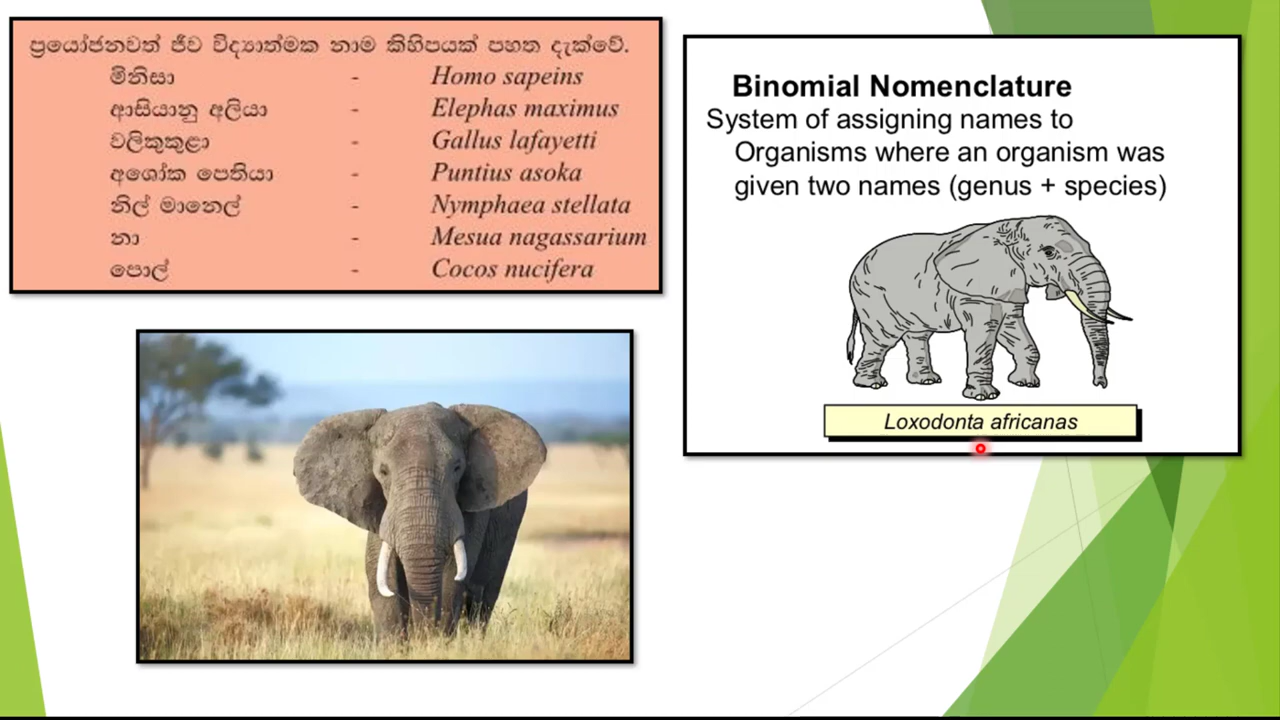 ප්‍රයෝජනවත් ජීව විද්‍යාත්මක නාම කිහිපයක් පහත දැක්වේ.
මිනිසා - Homo sapeins
ආසියානු අලියා - Elephas maximus
වලිකුකුළා - Gallus lafayetti
අශෝක පෙතියා - Puntius asoka
නිල් මානෙල් - Nymphaea stellata
නා - Mesua nagassarium
පොල් - Cocos nucifera
Binomial Nomenclature
System of assigning names to
Organisms where an organism was
given two names (genus + species)
Loxodonta africanas